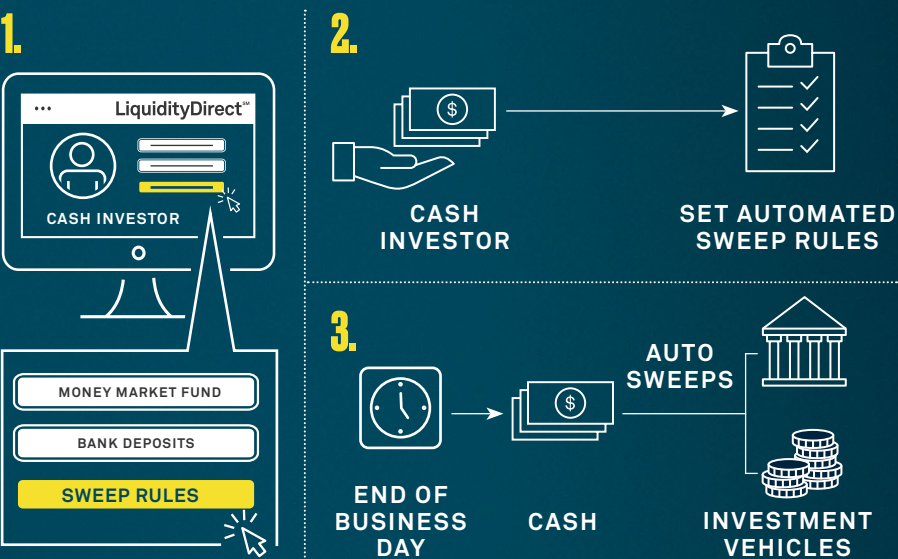 1.
LiquidityDirect℠
CASH INVESTOR
MONEY MARKET FUND
BANK DEPOSITS
SWEEP RULES
2.
$
CASH
INVESTOR
SET AUTOMATED
SWEEP RULES
3.
$
AUTO
SWEEPS
END OF
BUSINESS
DAY
CASH
INVESTMENT
VEHICLES